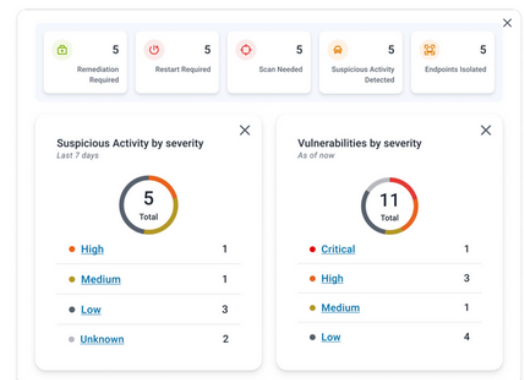 5
Remediation
Required
5
Restart Required
5
Scan Needed
5
Suspicious Activity
Detected
5
Endpoints Isolated
Suspicious Activity by severity
Last 7 days
5
Total
High 1
Medium 1
Low 3
Unknown 2
Vulnerabilities by severity
As of now
11
Total
Critical 1
High 3
Medium 1
Low 4